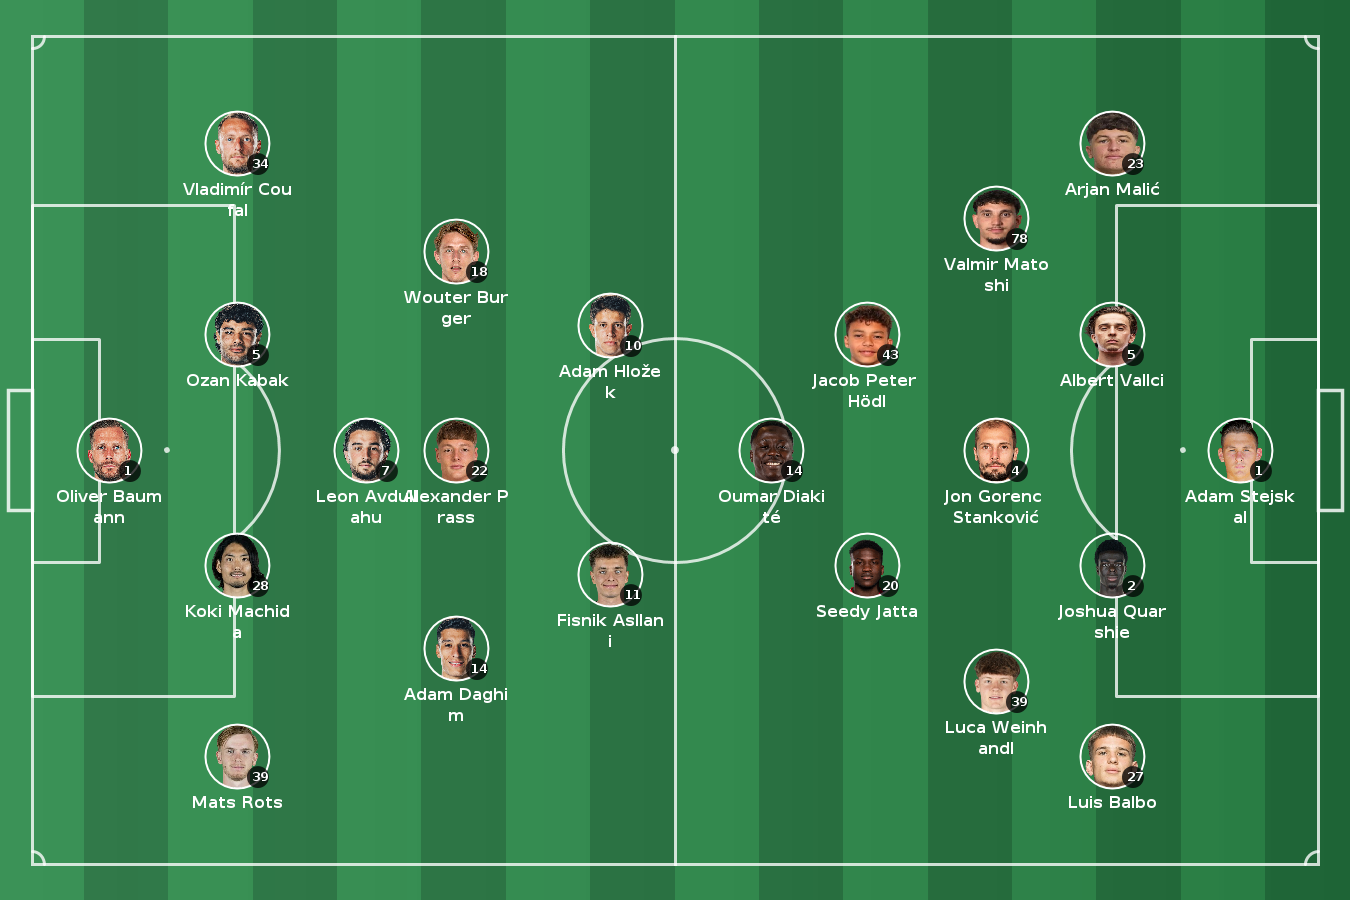 34
Vladimír Cou
fal
18
Wouter Bur
ger
5
Ozan Kabak
10
Adam Hlože
k
1
Oliver Baum
ann
7
Leon Avdull
ahu
22
Alexander P
rass
28
Koki Machid
a
11
Fisnik Asllan
i
14
Adam Daghi
m
39
Mats Rots
23
Arjan Malić
78
Valmir Mato
shi
43
Jacob Peter
Hödl
5
Albert Vallci
14
Oumar Diaki
té
4
Jon Gorenc
Stanković
1
Adam Stejsk
al
20
Seedy Jatta
2
Joshua Quar
shie
39
Luca Weinh
andl
27
Luis Balbo